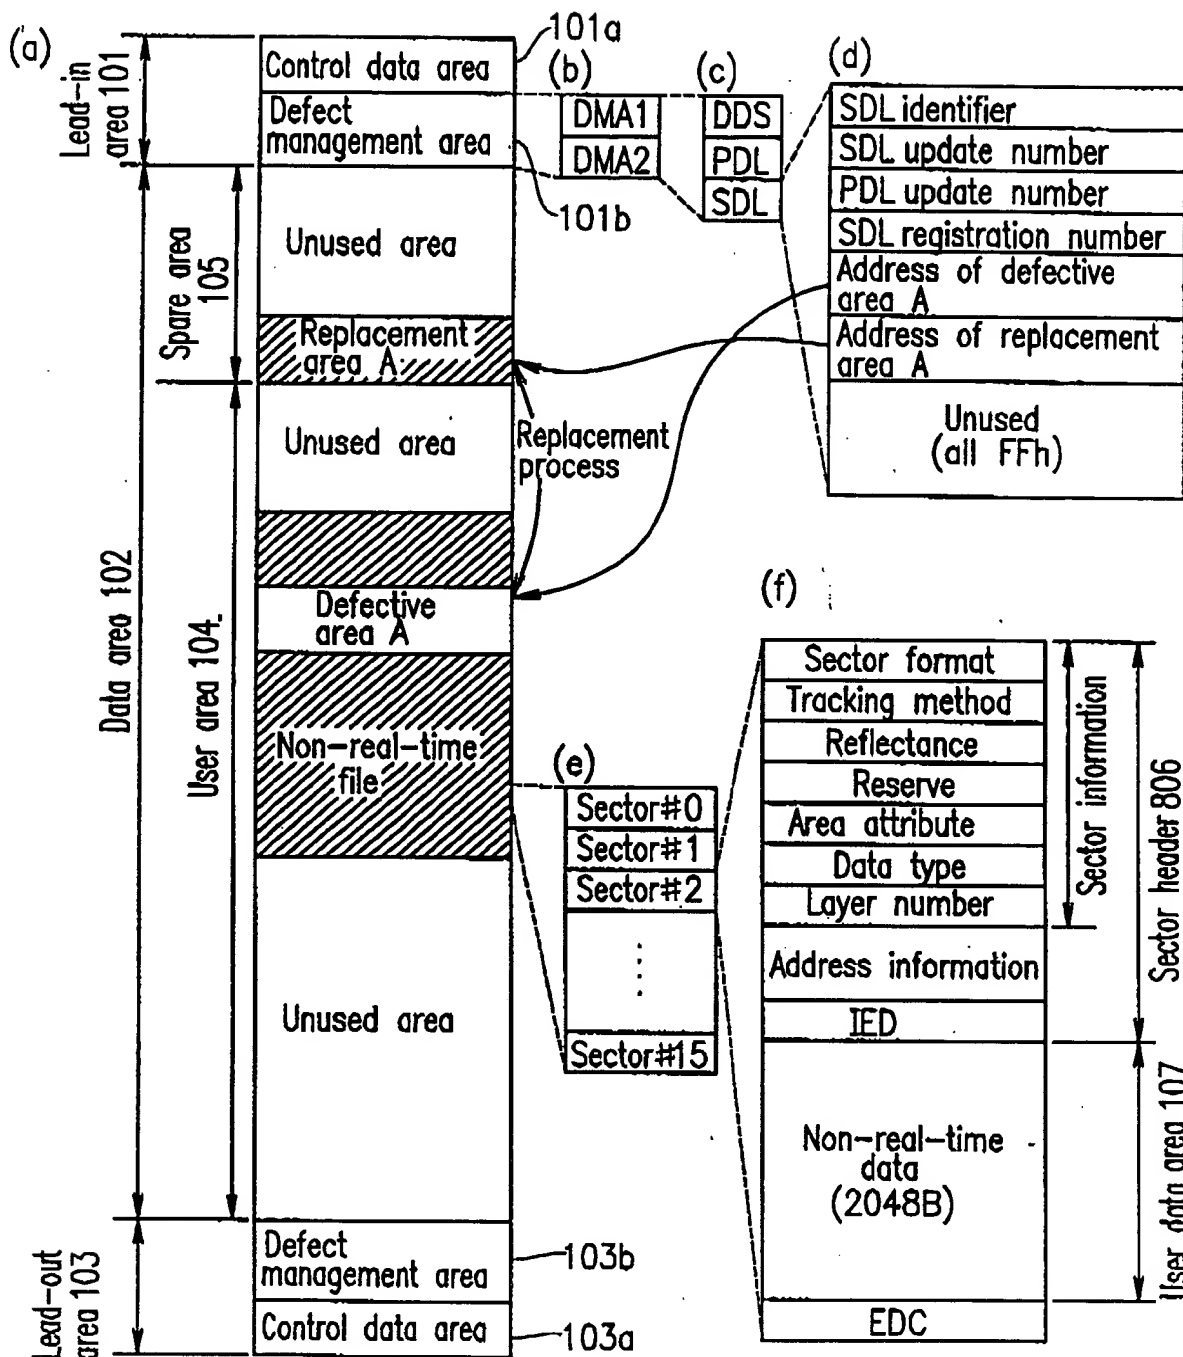 (a)
Lead-in
area 101
101a
Control data area
Defect
management area
101b
(b)
DMA1
DMA2
(c)
DDS
PDL
SDL
(d)
SDL identifier
SDL update number
PDL update number
SDL registration number
Address of defective
area A
Address of replacement
area A
Unused
(all FFh)
Data area 102
Spare area
105
Unused area
Replacement
area A
User area 104
Unused area
Replacement
process
Defective
area A
Non-real-time
file
Unused area
(e)
Sector#0
Sector#1
Sector#2
Sector#15
(f)
Sector format
Tracking method
Reflectance
Reserve
Area attribute
Data type
Layer number
Address information
IED
Non-real-time
data
(2048B)
EDC
Sector information
Sector header 806
User data area 107
Lead-out
area 103
Defect
management area
103b
Control data area
103a